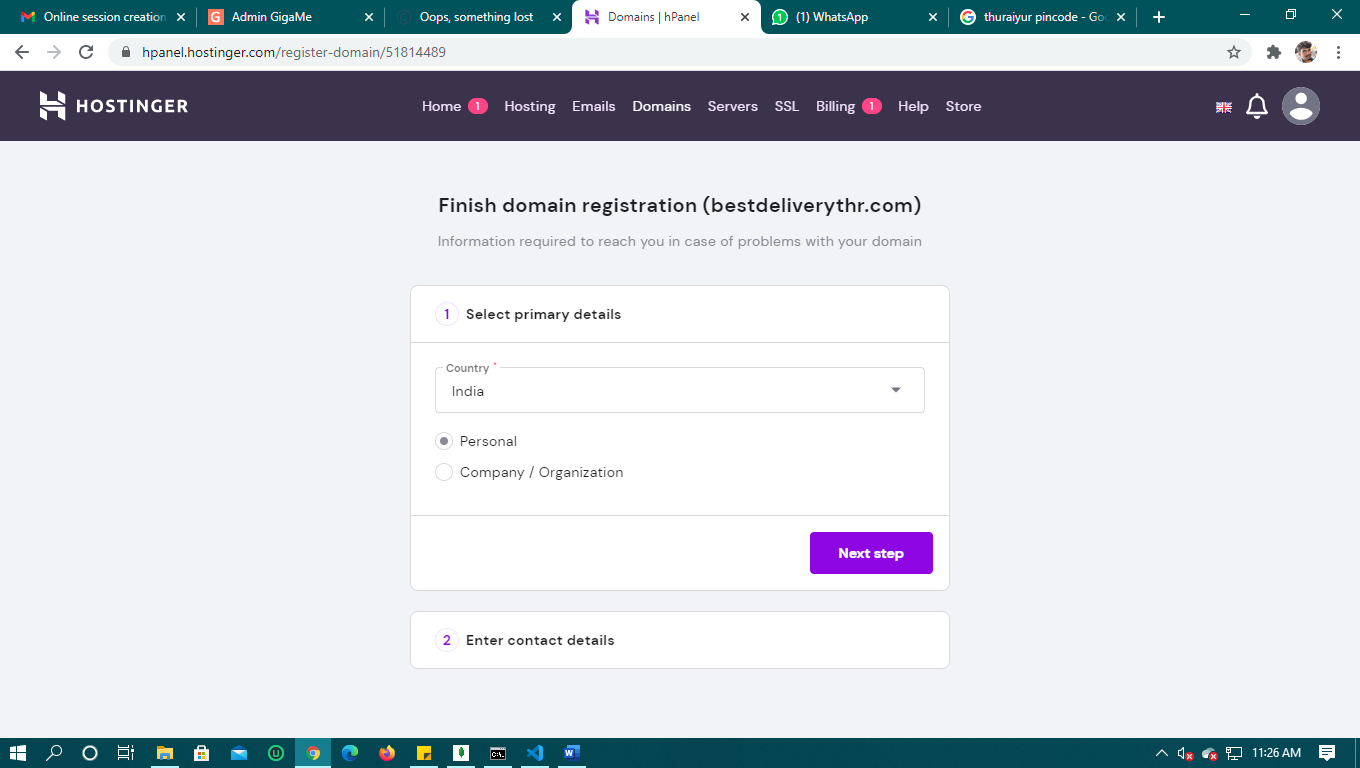 Online session creation
Admin GigaMe
Oops, something lost
Domains | hPanel
(1) WhatsApp
thuraiyur pincode - Goo
hpanel.hostinger.com/register-domain/51814489
HOSTINGER
Home 1 Hosting Emails Domains Servers SSL Billing 1 Help Store
Finish domain registration (bestdeliverythr.com)
Information required to reach you in case of problems with your domain
1 Select primary details
Country *
India
Personal
Company / Organization
Next step
2 Enter contact details
11:26 AM